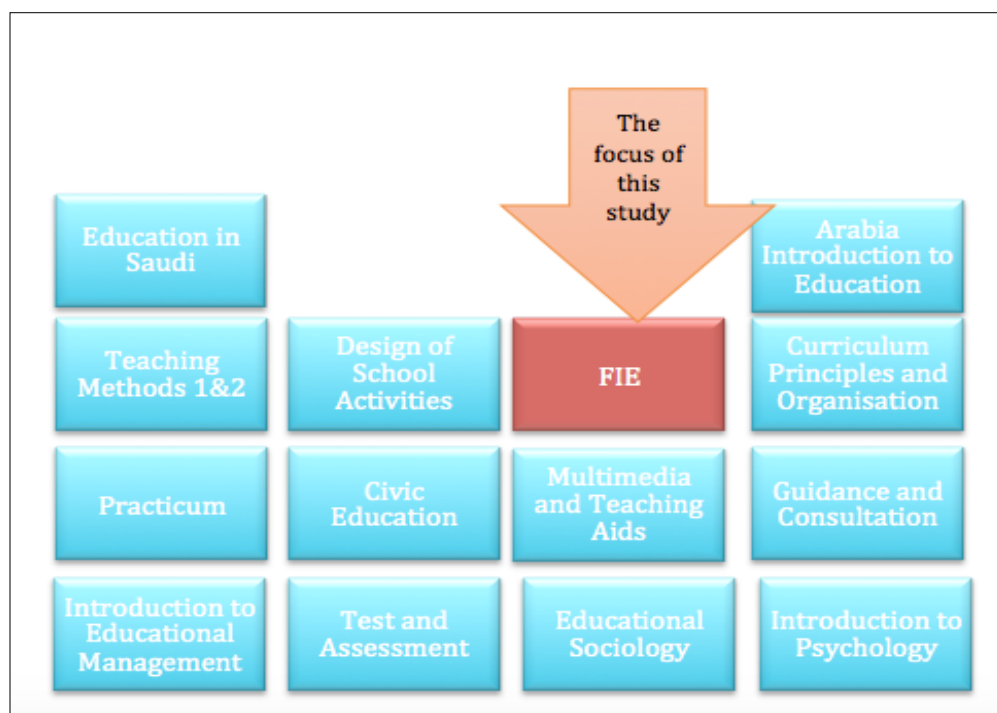 The
focus of
this
study
Education in
Saudi
Arabia
Introduction to
Education
Teaching
Methods 1&2
Design of
School
Activities
FIE
Curriculum
Principles and
Organisation
Practicum
Civic
Education
Multimedia
and Teaching
Aids
Guidance and
Consultation
Introduction to
Educational
Management
Test and
Assessment
Educational
Sociology
Introduction to
Psychology